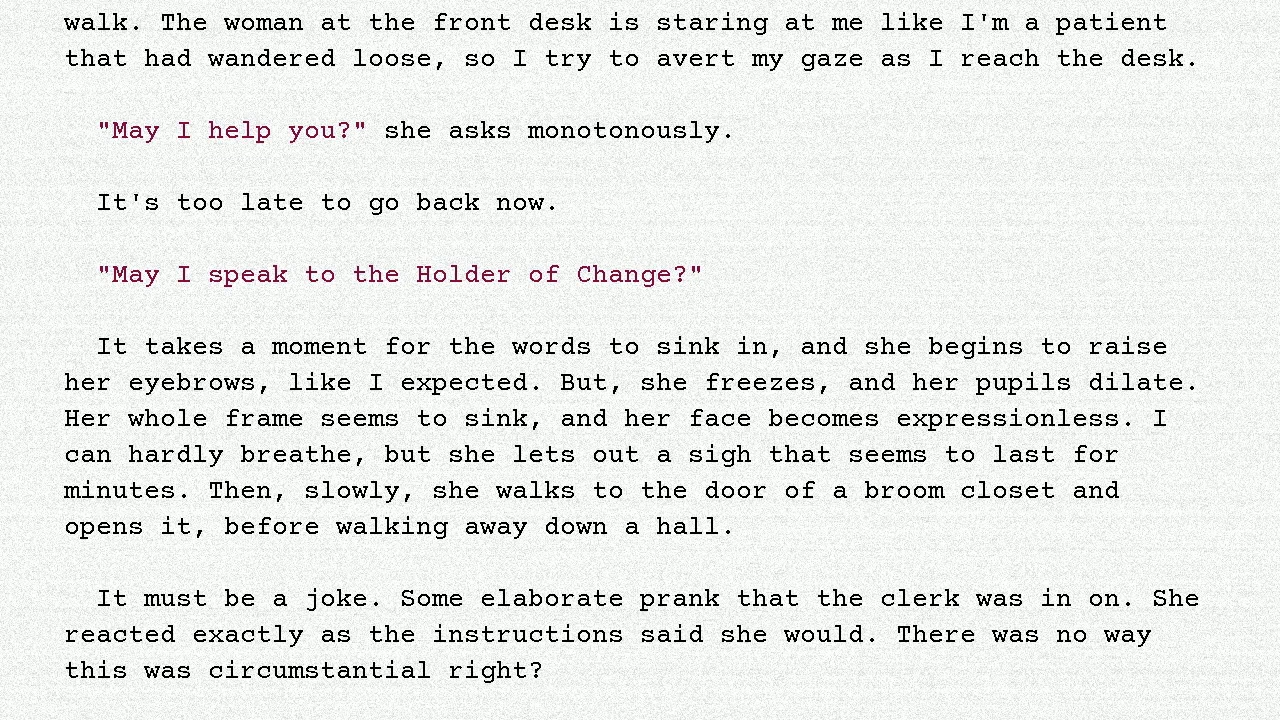 walk. The woman at the front desk is staring at me like I'm a patient
that had wandered loose, so I try to avert my gaze as I reach the desk.
"May I help you?" she asks monotonously.
It's too late to go back now.
"May I speak to the Holder of Change?"
It takes a moment for the words to sink in, and she begins to raise
her eyebrows, like I expected. But, she freezes, and her pupils dilate.
Her whole frame seems to sink, and her face becomes expressionless. I
can hardly breathe, but she lets out a sigh that seems to last for
minutes. Then, slowly, she walks to the door of a broom closet and
opens it, before walking away down a hall.
It must be a joke. Some elaborate prank that the clerk was in on. She
reacted exactly as the instructions said she would. There was no way
this was circumstantial right?